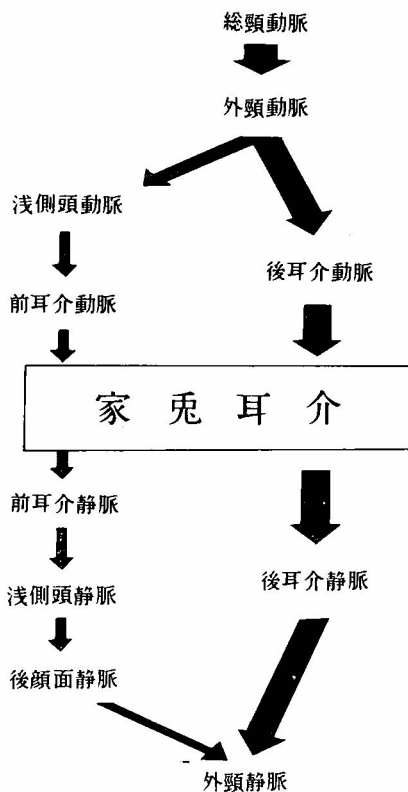 総頸動脈
外頸動脈
浅側頭動脈
後耳介動脈
前耳介動脈
家兎耳介
前耳介静脈
後耳介静脈
浅側頭静脈
後顔面静脈
外頸静脈